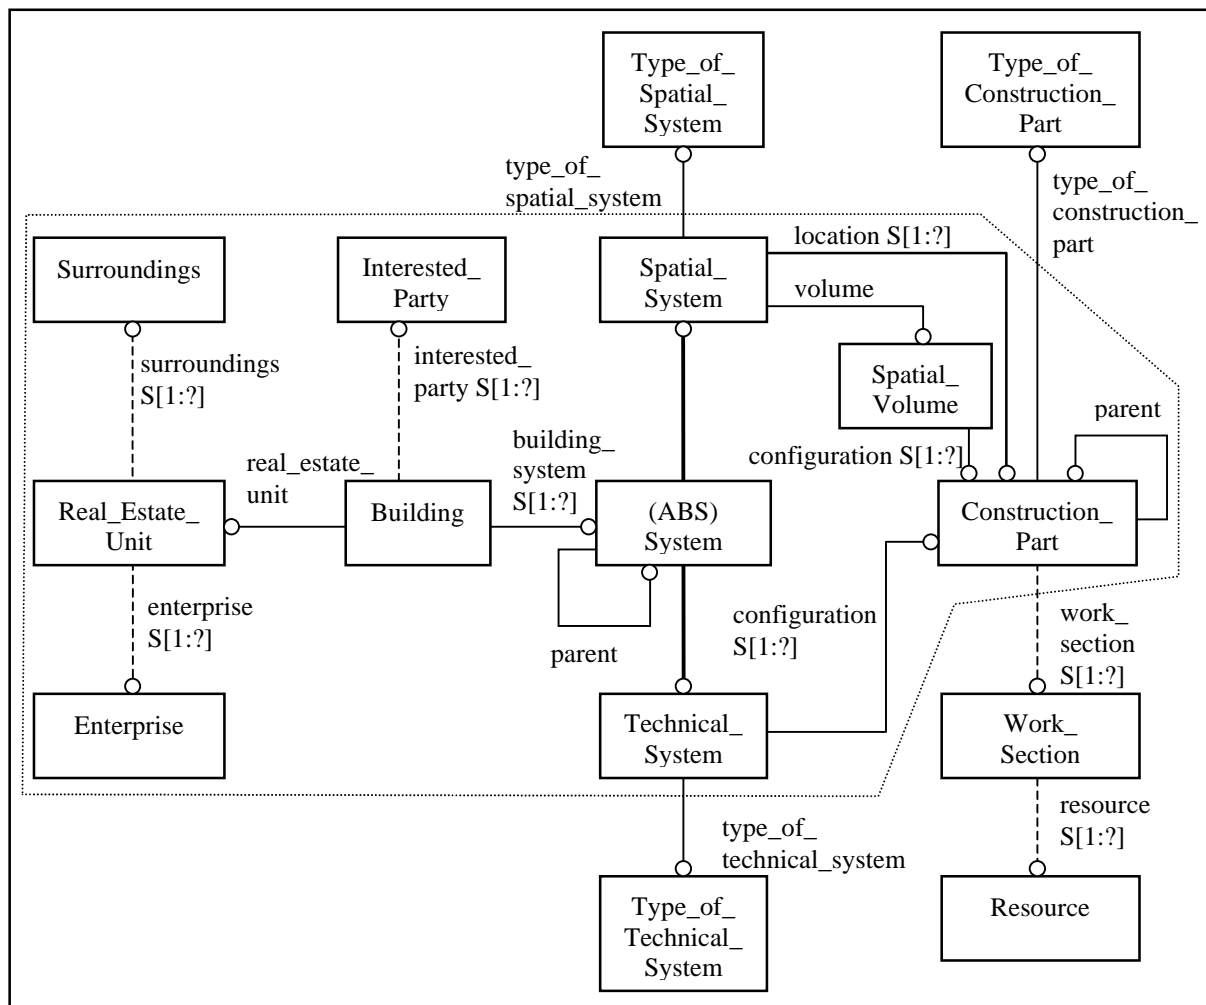 Type_of_
Spatial_
System
Type_of_
Construction_
Part
type_of_
spatial_system
type_of_
construction_
part
Surroundings
Interested_
Party
Spatial_
System
location S[1:?]
volume
surroundings
S[1:?]
interested_
party S[1:?]
Spatial_
Volume
parent
real_estate_
unit
building_
system
S[1:?]
configuration S[1:?]
Real_Estate_
Unit
Building
(ABS)
System
Construction_
Part
enterprise
S[1:?]
parent
configuration
S[1:?]
work_
section
S[1:?]
Enterprise
Technical_
System
Work_
Section
type_of_
technical_system
resource
S[1:?]
Type_of_
Technical_
System
Resource